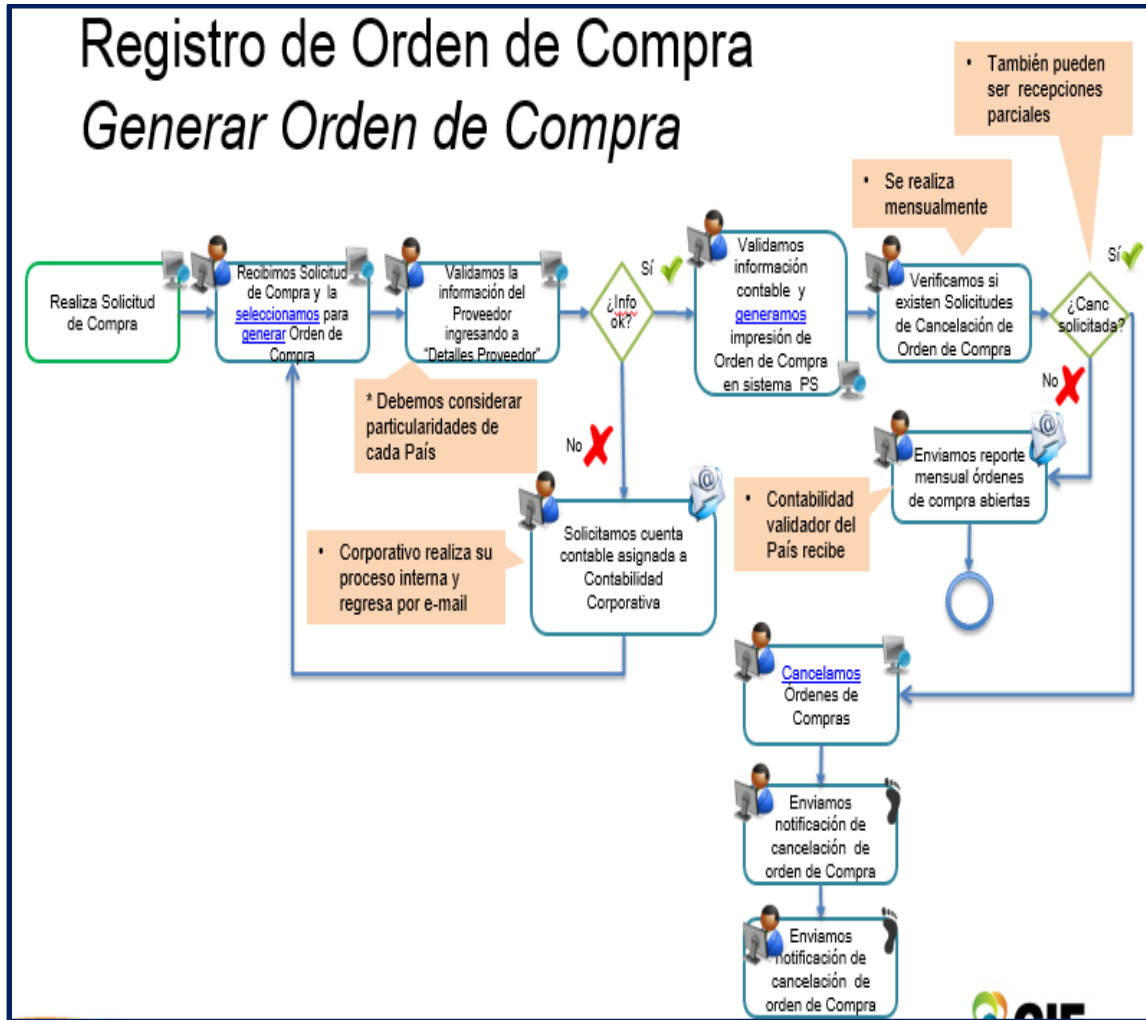 Registro de Orden de Compra
Generar Orden de Compra
• También pueden
ser recepciones
parciales
• Se realiza
mensualmente
Realiza Solicitud
de Compra
Recibimos Solicitud
de Compra y la
seleccionamos para
generar Orden de
Compra
Validamos la
información del
Proveedor
ingresando a
"Detalles Proveedor"
* Debemos considerar
particularidades de
cada País
¿Info
ok?
Sí
No
Validamos
información
contable y
generamos
impresión de
Orden de Compra
en sistema PS
Verificamos si
existen Solicitudes
de Cancelación de
Orden de Compra
¿Canc
solicitada?
Sí
No
Solicitamos cuenta
contable asignada a
Contabilidad
Corporativa
• Corporativo realiza su
proceso interna y
regresa por e-mail
Enviamos reporte
mensual órdenes
de compra abiertas
• Contabilidad
validador del
País recibe
Cancelamos
Órdenes de
Compras
Enviamos
notificación de
cancelación de
orden de Compra
Enviamos
notificación de
cancelación de
orden de Compra